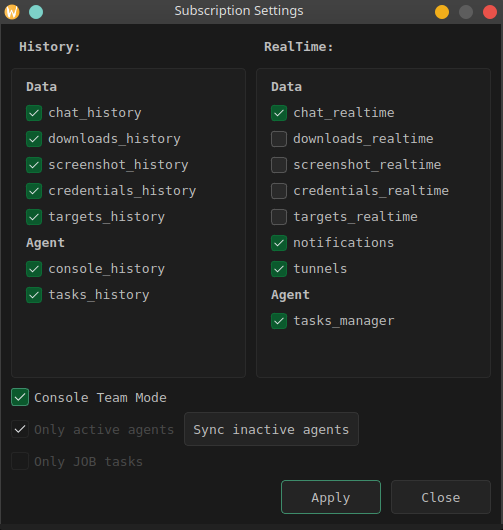 W
Subscription Settings
History:
Data
chat_history
downloads_history
screenshot_history
credentials_history
targets_history
Agent
console_history
tasks_history
RealTime:
Data
chat_realtime
downloads_realtime
screenshot_realtime
credentials_realtime
targets_realtime
notifications
tunnels
Agent
tasks_manager
Console Team Mode
Only active agents
Sync inactive agents
Only JOB tasks
Apply
Close